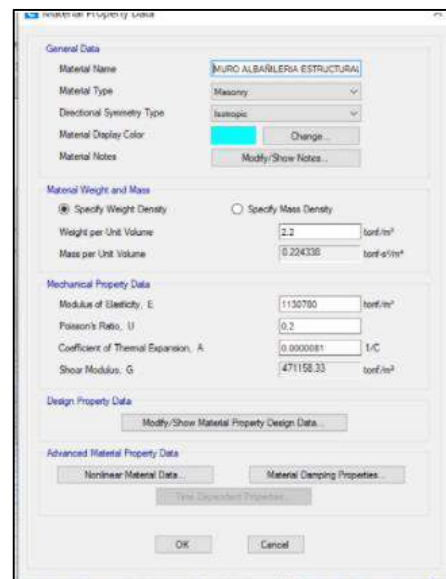 Material Property Data
General Data
Material Name MURO ALBAÑILERIA ESTRUCTURAL
Material Type Masonry
Directional Symmetry Type Isotropic
Material Display Color Change...
Material Notes Modify/Show Notes...
Material Weight and Mass
Specify Weight Density Specify Mass Density
Weight per Unit Volume 2.2 tonf/m³
Mass per Unit Volume 0.224338 tonf-s²/m⁴
Mechanical Property Data
Modulus of Elasticity, E 1130780 tonf/m²
Poisson's Ratio, U 0.2
Coefficient of Thermal Expansion, A 0.0000081 1/C
Shear Modulus, G 471158.33 tonf/m²
Design Property Data
Modify/Show Material Property Design Data...
Advanced Material Property Data
Nonlinear Material Data... Material Damping Properties...
Time Dependent Properties...
OK Cancel